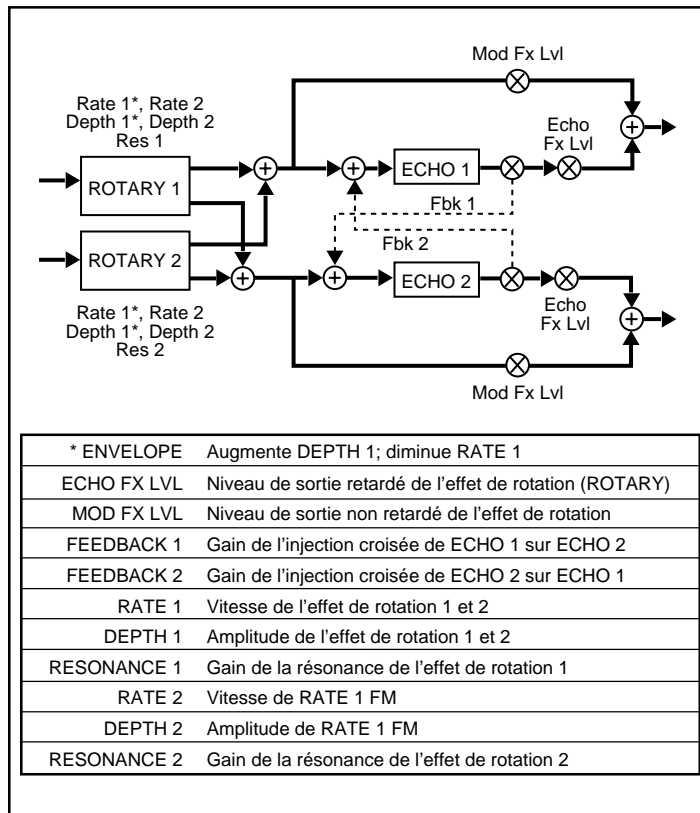 Mod Fx Lvl
Rate 1*, Rate 2
Depth 1*, Depth 2
Res 1
Echo
Fx Lvl
ROTARY 1
ECHO 1
Fbk 1
Fbk 2
ROTARY 2
ECHO 2
Rate 1*, Rate 2
Depth 1*, Depth 2
Res 2
Echo
Fx Lvl
Mod Fx Lvl
* ENVELOPE Augmente DEPTH 1; diminue RATE 1
ECHO FX LVL Niveau de sortie retardé de l'effet de rotation (ROTARY)
MOD FX LVL Niveau de sortie non retardé de l'effet de rotation
FEEDBACK 1 Gain de l'injection croisée de ECHO 1 sur ECHO 2
FEEDBACK 2 Gain de l'injection croisée de ECHO 2 sur ECHO 1
RATE 1 Vitesse de l'effet de rotation 1 et 2
DEPTH 1 Amplitude de l'effet de rotation 1 et 2
RESONANCE 1 Gain de la résonance de l'effet de rotation 1
RATE 2 Vitesse de RATE 1 FM
DEPTH 2 Amplitude de RATE 1 FM
RESONANCE 2 Gain de la résonance de l'effet de rotation 2